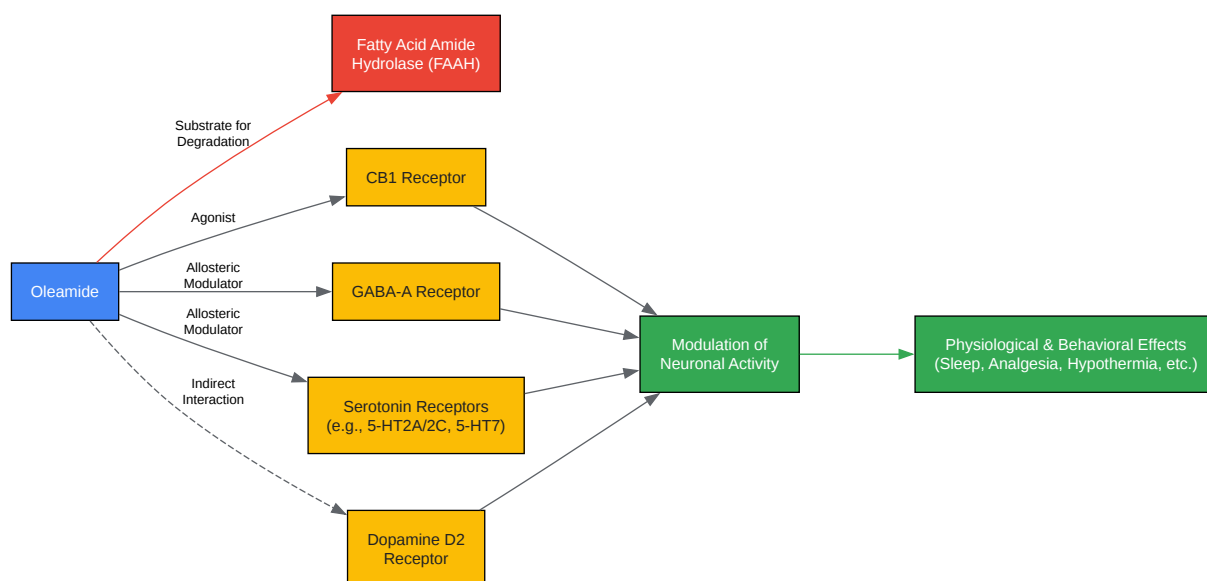 Fatty Acid Amide
Hydrolase (FAAH)
Substrate for
Degradation
CB1 Receptor
Agonist
Oleamide
Allosteric
Modulator
GABA-A Receptor
Allosteric
Modulator
Modulation of
Neuronal Activity
Physiological & Behavioral Effects
(Sleep, Analgesia, Hypothermia, etc.)
Indirect
Interaction
Serotonin Receptors
(e.g., 5-HT2A/2C, 5-HT7)
Dopamine D2
Receptor